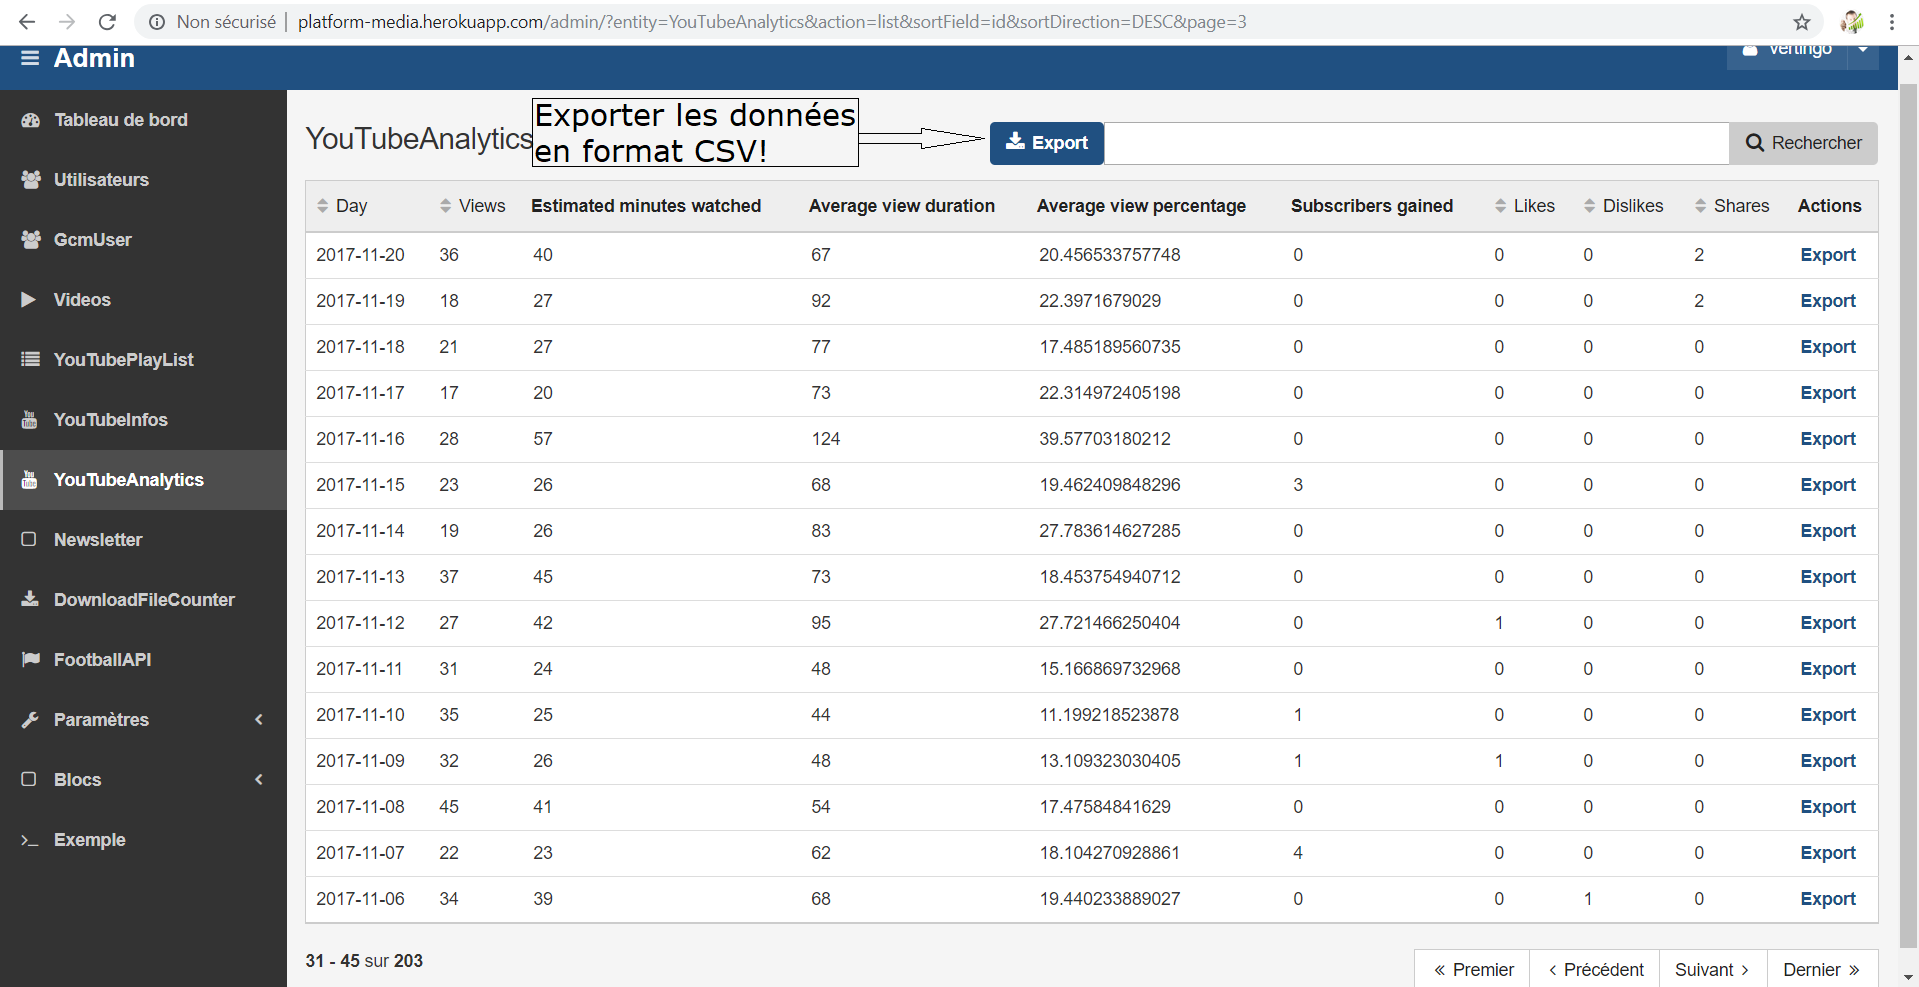 Non sécurisé | platform-media.herokuapp.com/admin/?entity=YouTubeAnalytics&action=list&sortField=id&sortDirection=DESC&page=3
Admin
Vertingo
Tableau de bord
Utilisateurs
GcmUser
Videos
YouTubePlayList
YouTubeInfos
YouTubeAnalytics
Newsletter
DownloadFileCounter
FootballAPI
Paramètres
Blocs
Exemple
YouTubeAnalytics
Exporter les données
en format CSV!
Export
Rechercher
Day Views Estimated minutes watched Average view duration Average view percentage Subscribers gained Likes Dislikes Shares Actions
2017-11-20 36 40 67 20.456533757748 0 0 0 2 Export
2017-11-19 18 27 92 22.3971679029 0 0 0 2 Export
2017-11-18 21 27 77 17.485189560735 0 0 0 0 Export
2017-11-17 17 20 73 22.314972405198 0 0 0 0 Export
2017-11-16 28 57 124 39.57703180212 0 0 0 0 Export
2017-11-15 23 26 68 19.462409848296 3 0 0 0 Export
2017-11-14 19 26 83 27.783614627285 0 0 0 0 Export
2017-11-13 37 45 73 18.453754940712 0 0 0 0 Export
2017-11-12 27 42 95 27.721466250404 0 1 0 0 Export
2017-11-11 31 24 48 15.166869732968 0 0 0 0 Export
2017-11-10 35 25 44 11.199218523878 1 0 0 0 Export
2017-11-09 32 26 48 13.109323030405 1 1 0 0 Export
2017-11-08 45 41 54 17.47584841629 0 0 0 0 Export
2017-11-07 22 23 62 18.104270928861 4 0 0 0 Export
2017-11-06 34 39 68 19.440233889027 0 0 1 0 Export
31 - 45 sur 203
« Premier ‹ Précédent Suivant › Dernier »